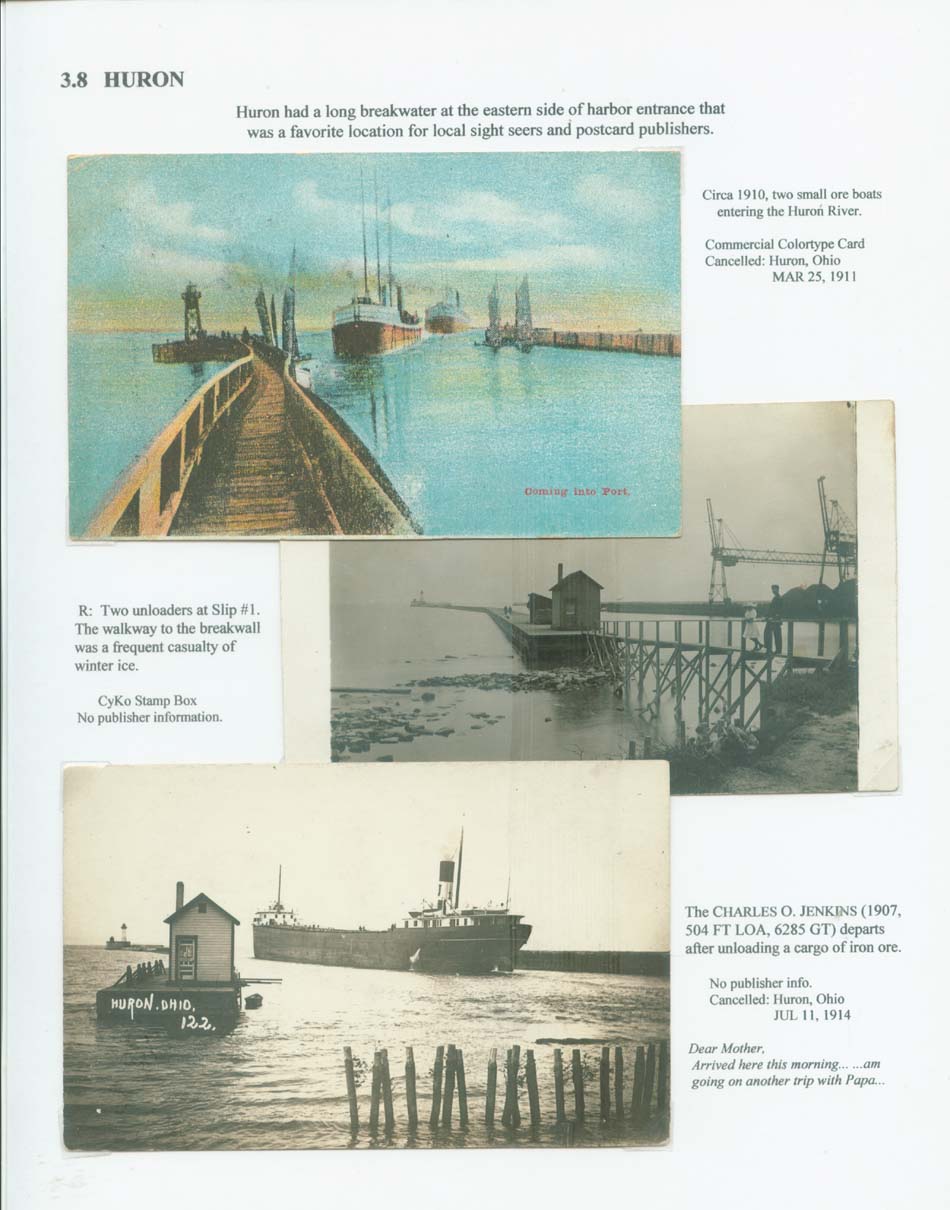 3.8 HURON
Huron had a long breakwater at the eastern side of harbor entrance that
was a favorite location for local sight seers and postcard publishers.
Circa 1910, two small ore boats
entering the Huron River.
Commercial Colortype Card
Cancelled: Huron, Ohio
MAR 25, 1911
Coming into Port.
R: Two unloaders at Slip #1.
The walkway to the breakwall
was a frequent casualty of
winter ice.
CyKo Stamp Box
No publisher information.
The CHARLES O. JENKINS (1907,
504 FT LOA, 6285 GT) departs
after unloading a cargo of iron ore.
No publisher info.
Cancelled: Huron, Ohio
JUL 11, 1914
Dear Mother,
Arrived here this morning... ...am
going on another trip with Papa...
HURON. OHIO.
122.